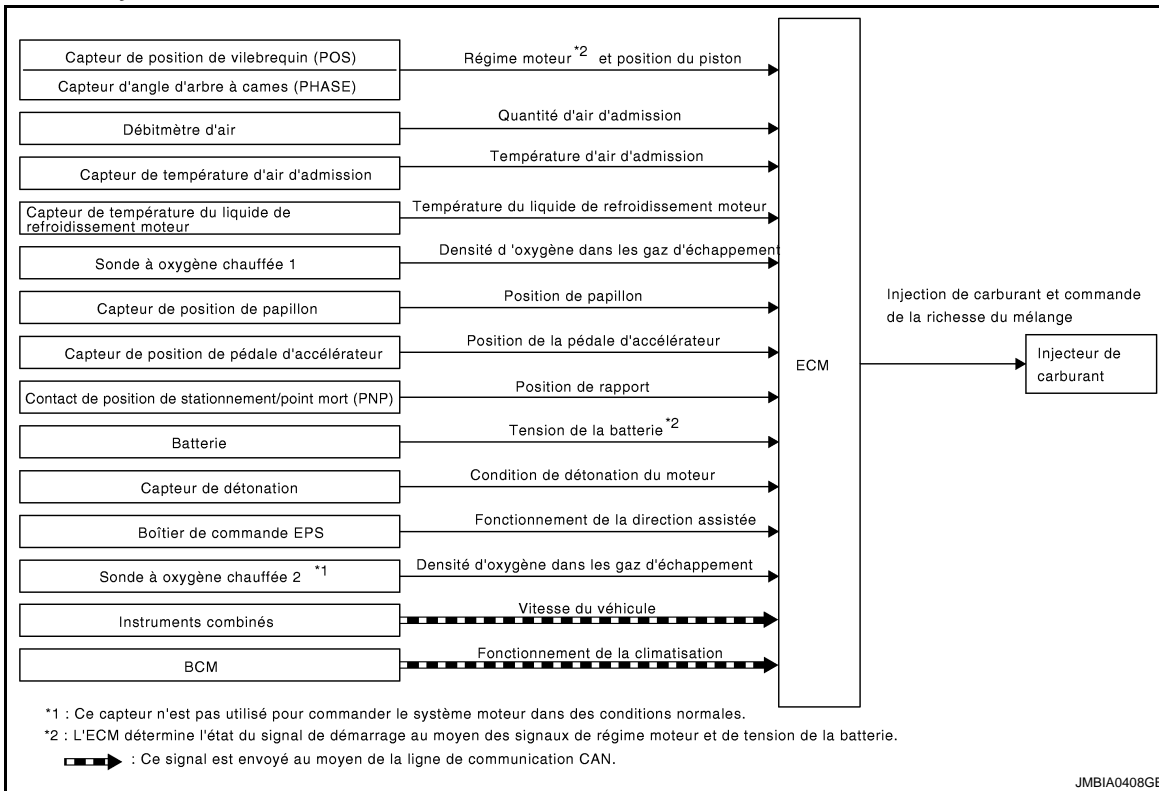 Capteur de position de vilebrequin (POS)
Capteur d'angle d'arbre à cames (PHASE)
Régime moteur*2 et position du piston
Débitmètre d'air
Quantité d'air d'admission
Capteur de température d'air d'admission
Température d'air d'admission
Capteur de température du liquide de
refroidissement moteur
Température du liquide de refroidissement moteur
Sonde à oxygène chauffée 1
Densité d 'oxygène dans les gaz d'échappement
Capteur de position de papillon
Position de papillon
Capteur de position de pédale d'accélérateur
Position de la pédale d'accélérateur
Contact de position de stationnement/point mort (PNP)
Position de rapport
Batterie
Tension de la batterie*2
Capteur de détonation
Condition de détonation du moteur
Boîtier de commande EPS
Fonctionnement de la direction assistée
Sonde à oxygène chauffée 2 *1
Densité d'oxygène dans les gaz d'échappement
Instruments combinés
Vitesse du véhicule
BCM
Fonctionnement de la climatisation
ECM
Injection de carburant et commande
de la richesse du mélange
Injecteur de
carburant
*1 : Ce capteur n'est pas utilisé pour commander le système moteur dans des conditions normales.
*2 : L'ECM détermine l'état du signal de démarrage au moyen des signaux de régime moteur et de tension de la batterie.
: Ce signal est envoyé au moyen de la ligne de communication CAN.